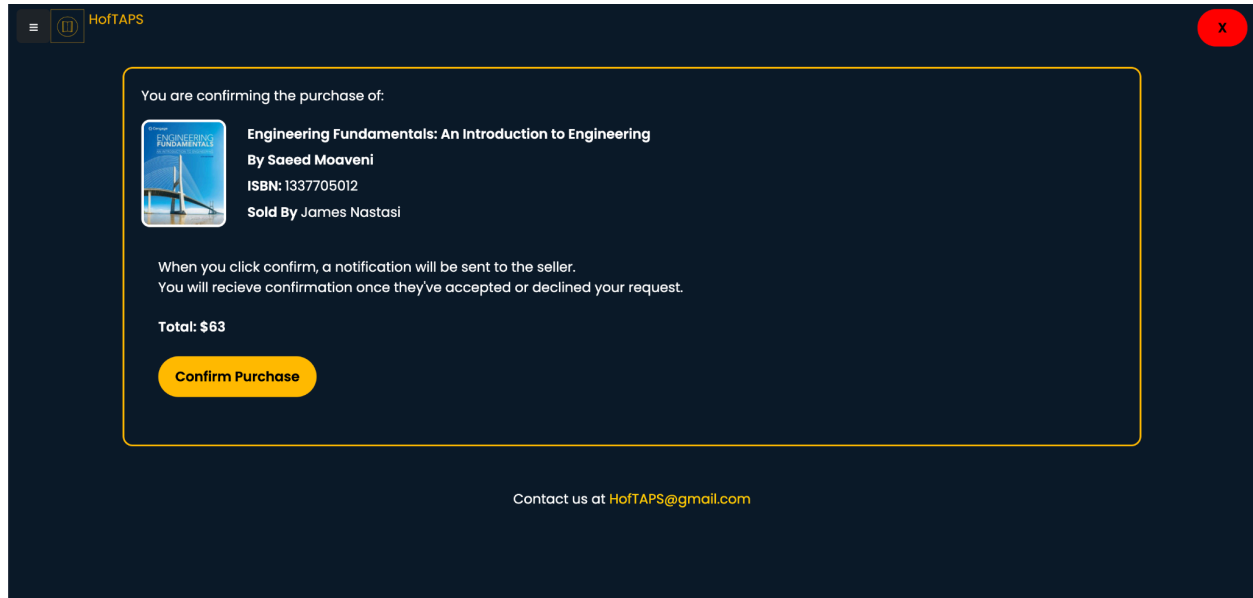 ≡
HofTAPS
X
You are confirming the purchase of:
ENGINEERING
FUNDAMENTALS
Engineering Fundamentals: An Introduction to Engineering
By Saeed Moaveni
ISBN: 1337705012
Sold By James Nastasi
When you click confirm, a notification will be sent to the seller.
You will recieve confirmation once they've accepted or declined your request.
Total: $63
Confirm Purchase
Contact us at HofTAPS@gmail.com